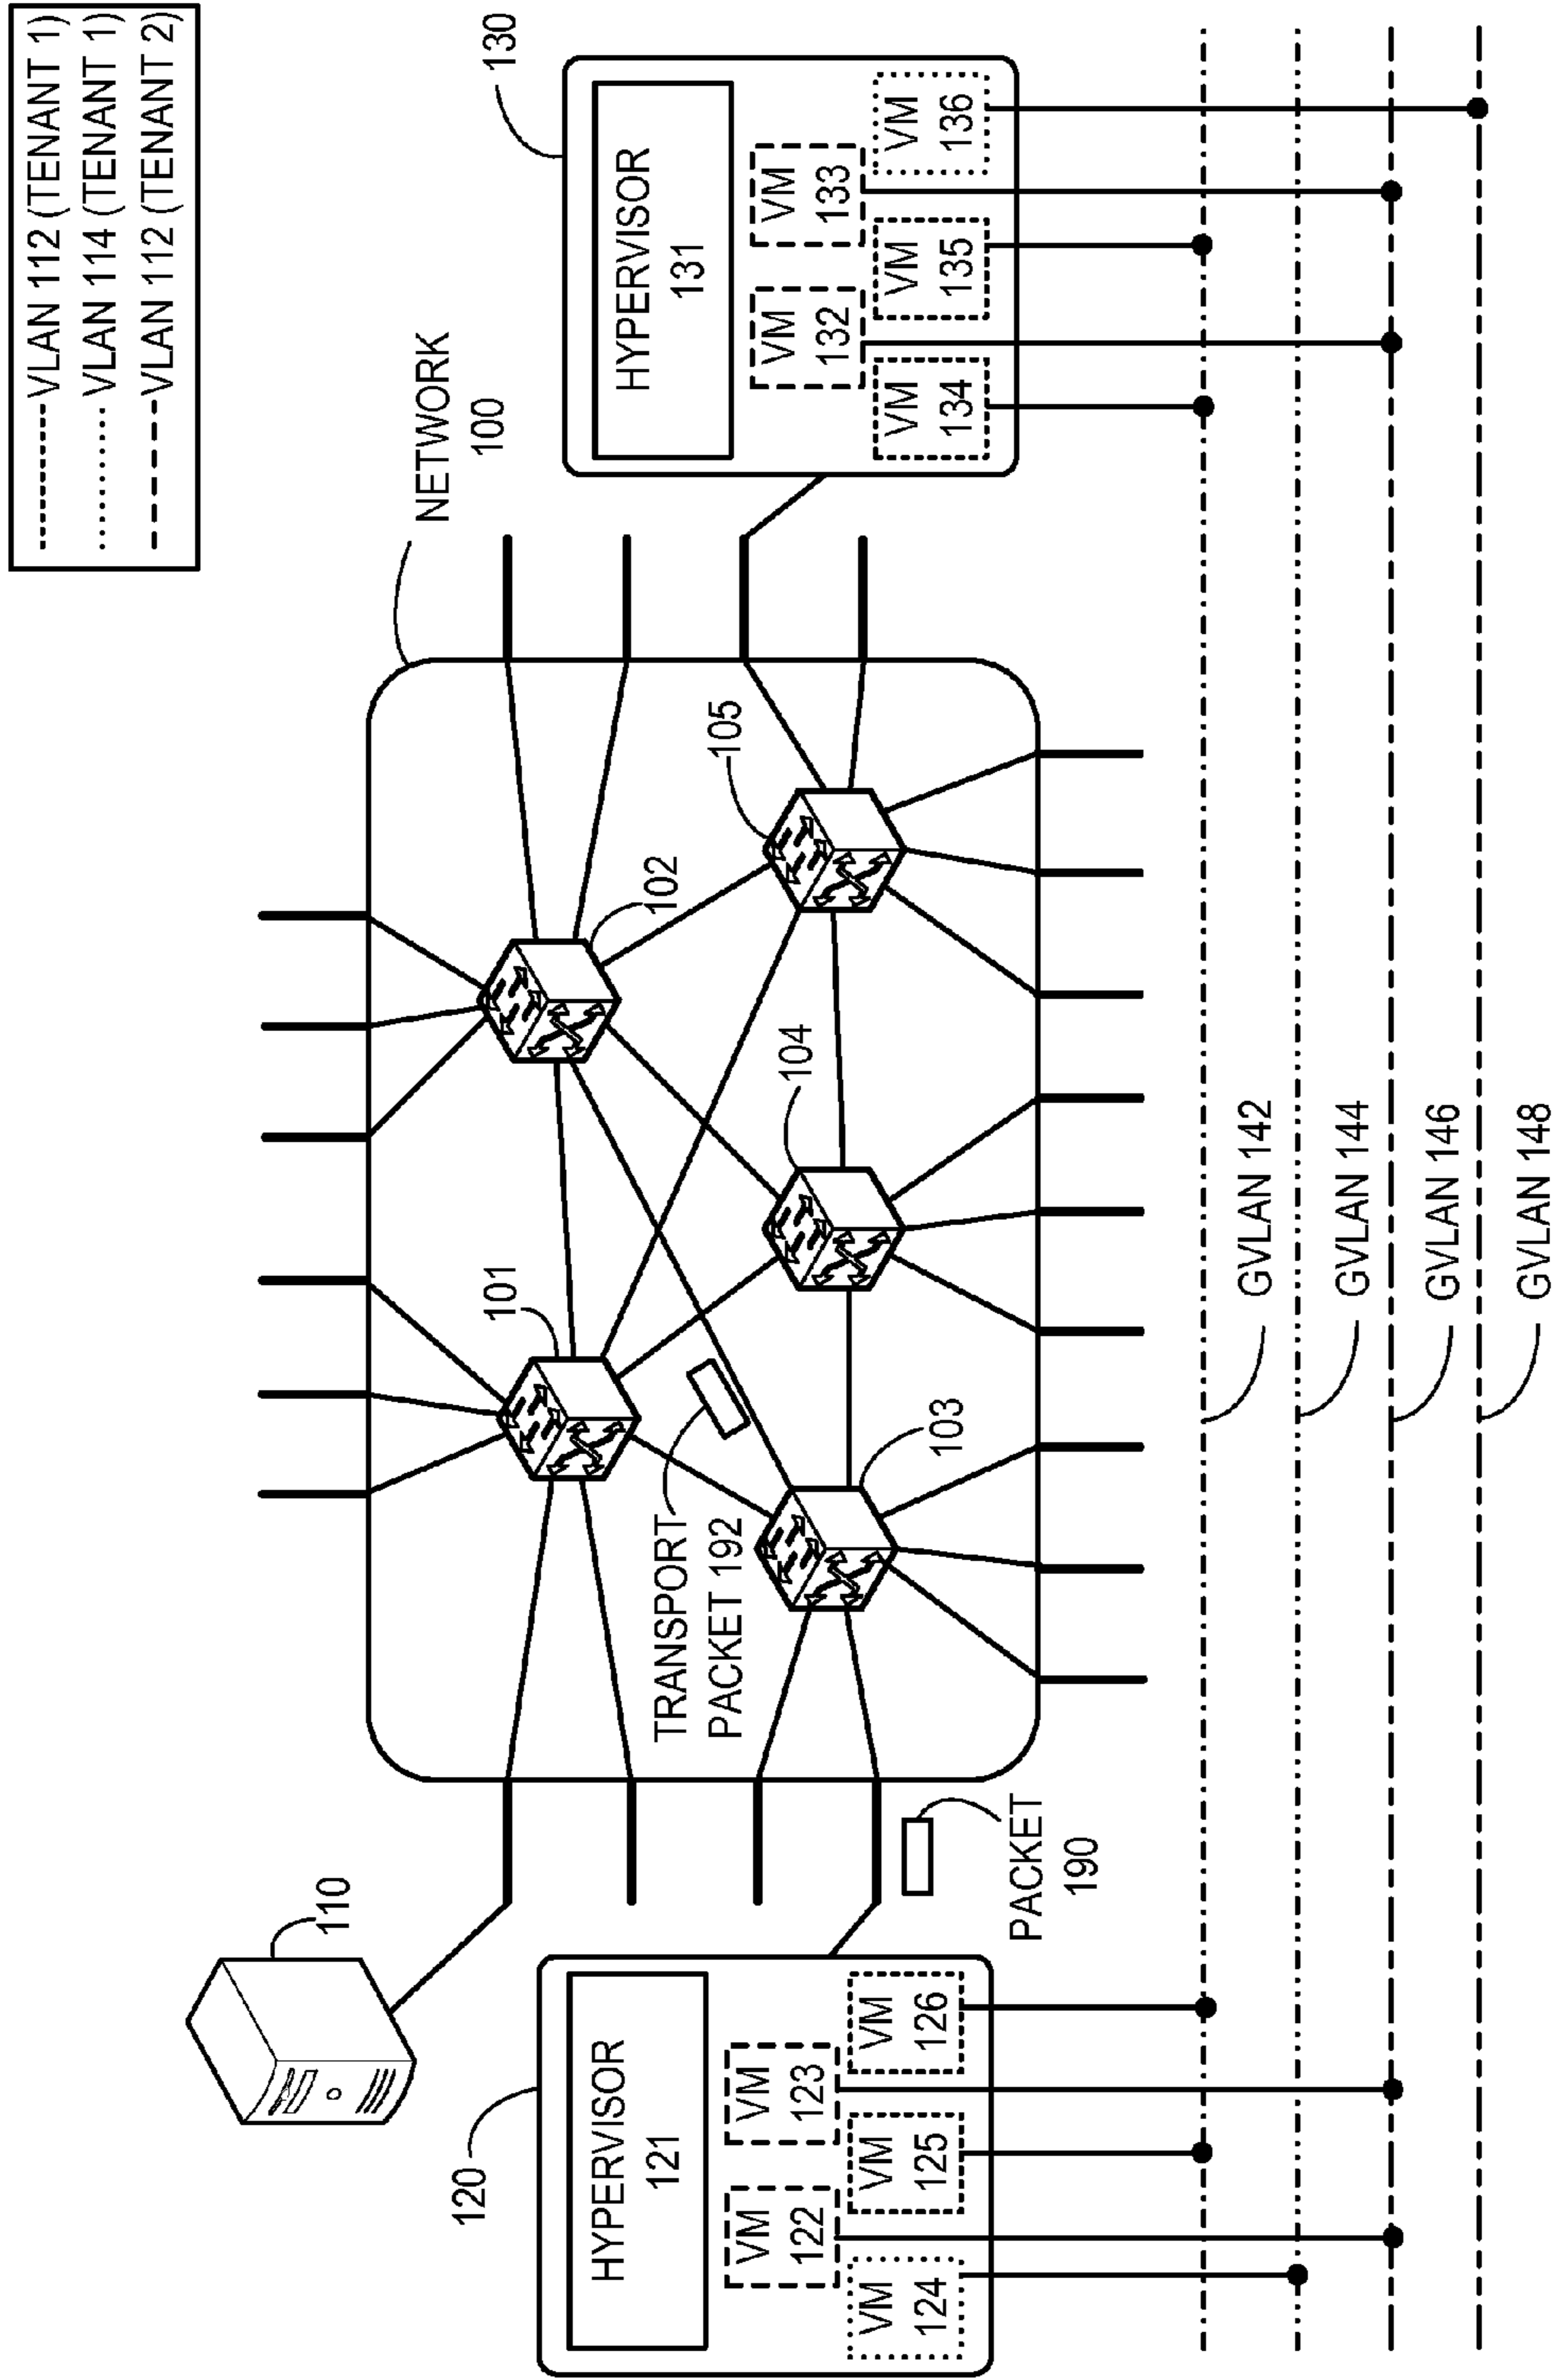 VLAN 112 (TENANT 1)
VLAN 114 (TENANT 1)
VLAN 112 (TENANT 2)
110
NETWORK
100
130
101
102
120
HYPERVISOR
121
HYPERVISOR
131
TRANSPORT
PACKET 192
105
104
103
VM
122
VM
123
VM
124
VM
125
VM
126
VM
132
VM
133
VM
134
VM
135
VM
136
PACKET
190
GVLAN 142
GVLAN 144
GVLAN 146
GVLAN 148